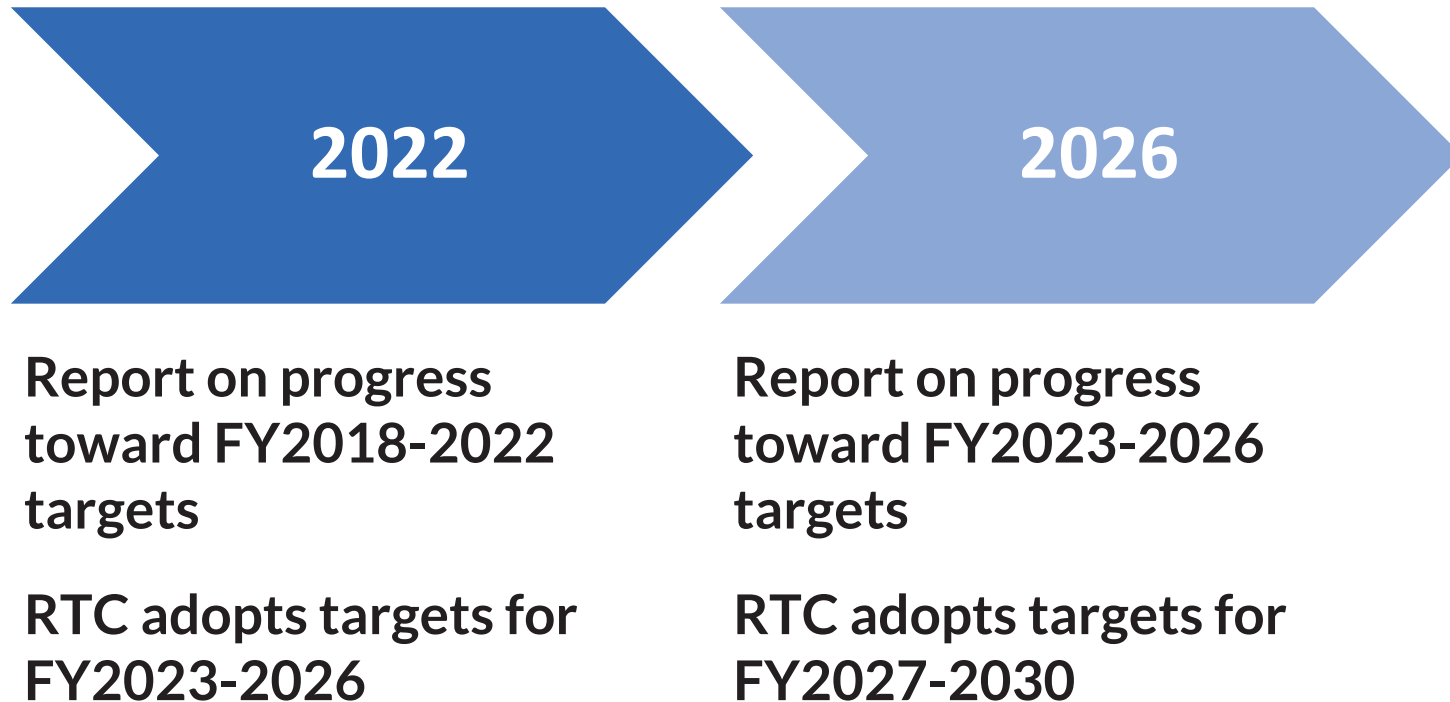 2022
Report on progress
toward FY2018-2022
targets
RTC adopts targets for
FY2023-2026
2026
Report on progress
toward FY2023-2026
targets
RTC adopts targets for
FY2027-2030